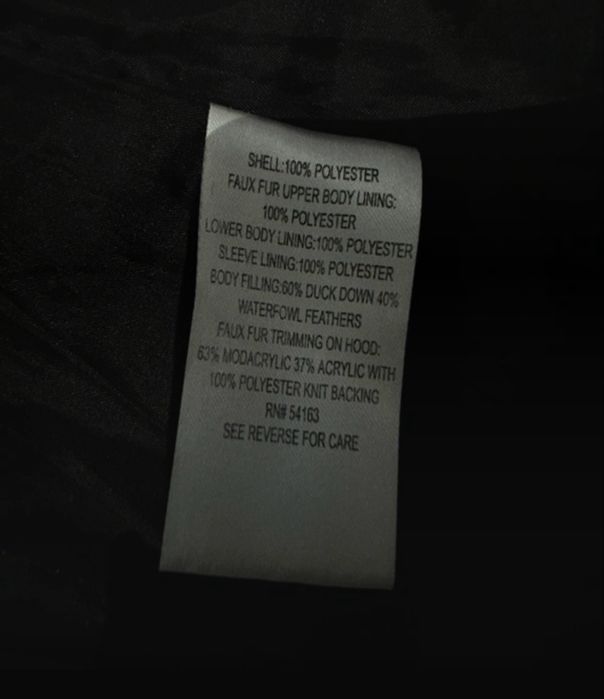 SHELL:100% POLYESTER
FAUX FUR UPPER BODY LINING:
100% POLYESTER
LOWER BODY LINING:100% POLYESTER
SLEEVE LINING:100% POLYESTER
BODY FILLING:60% DUCK DOWN 40%
WATERFOWL FEATHERS
FAUX FUR TRIMMING ON HOOD:
63% MODACRYLIC 37% ACRYLIC WITH
100% POLYESTER KNIT BACKING
RN# 54163
SEE REVERSE FOR CARE